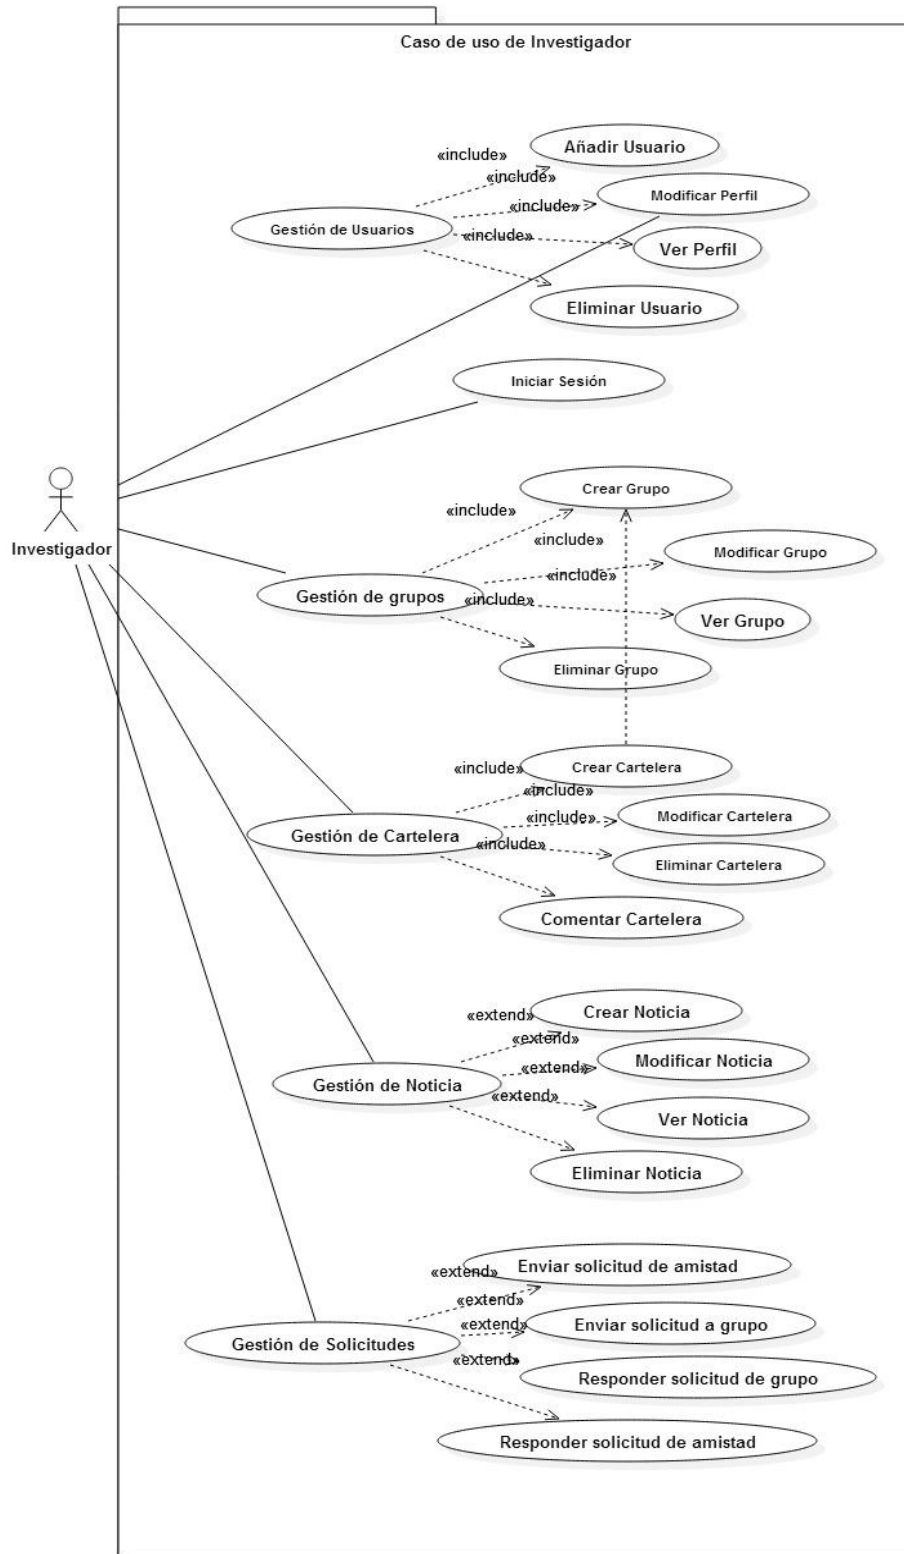 Caso de uso de Investigador
Añadir Usuario
«include»
«include»
Modificar Perfil
«include»
Gestión de Usuarios
«include»
Ver Perfil
Eliminar Usuario
Iniciar Sesión
Crear Grupo
«include»
«include»
Investigador
Modificar Grupo
«include»
Gestión de grupos
«include»
Ver Grupo
Eliminar Grupo
Crear Cartelera
«include»
«include»
Modificar Cartelera
«include»
Gestión de Cartelera
«include»
Eliminar Cartelera
Comentar Cartelera
Crear Noticia
«extend»
«extend»
Modificar Noticia
«extend»
Gestión de Noticia
«extend»
Ver Noticia
Eliminar Noticia
Enviar solicitud de amistad
«extend»
«extend»
Enviar solicitud a grupo
«extend»
Gestión de Solicitudes
«extend»
Responder solicitud de grupo
Responder solicitud de amistad